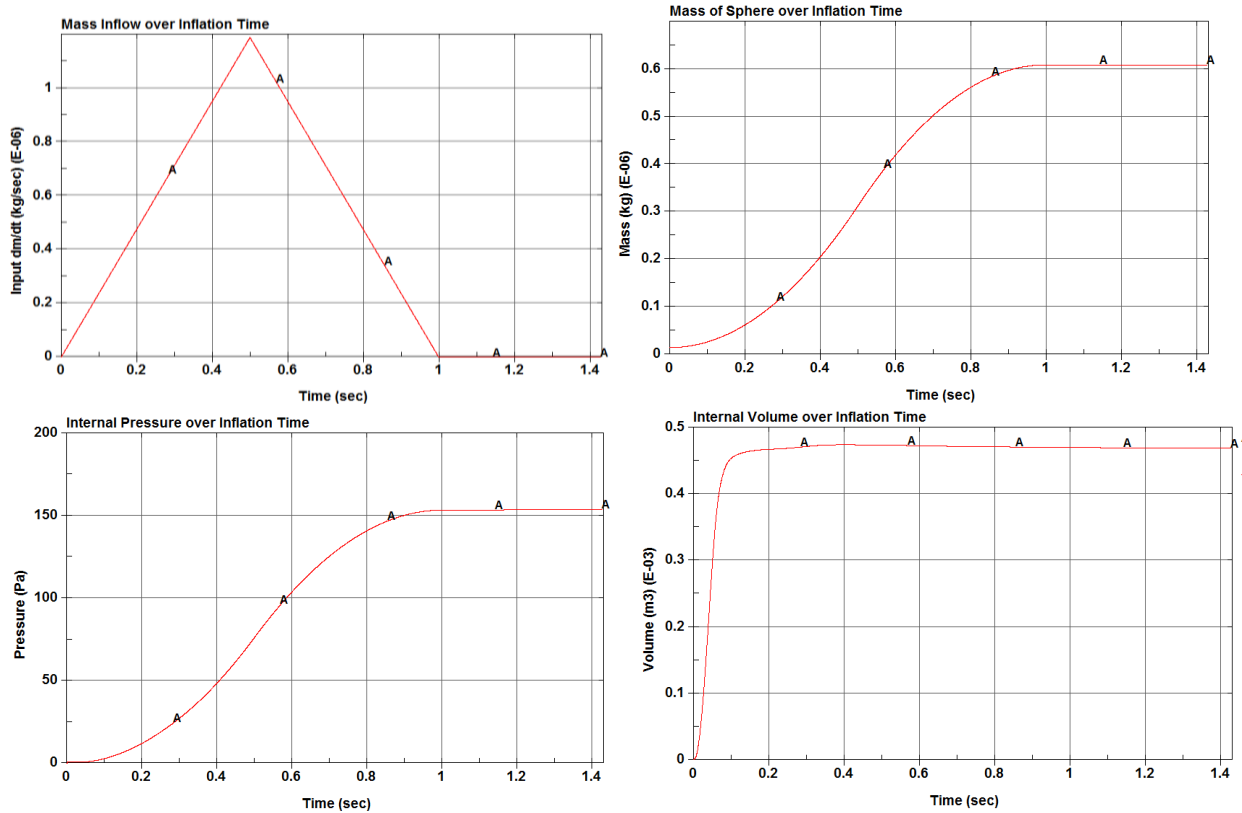 Mass Inflow over Inflation Time
Input dm/dt (kg/sec) (E-06)
1
0.8
0.6
0.4
0.2
0
A
A
A
A
A
0
0.2
0.4
0.6
0.8
1
1.2
1.4
Time (sec)
Mass of Sphere over Inflation Time
Mass (kg) (E-06)
0.6
0.5
0.4
0.3
0.2
0.1
0
A
A
A
A
A
0
0.2
0.4
0.6
0.8
1
1.2
1.4
Time (sec)
Internal Pressure over Inflation Time
Pressure (Pa)
200
150
100
50
0
A
A
A
A
A
0
0.2
0.4
0.6
0.8
1
1.2
1.4
Time (sec)
Internal Volume over Inflation Time
Volume (m3) (E-03)
0.5
0.4
0.3
0.2
0.1
0
A
A
A
A
A
0
0.2
0.4
0.6
0.8
1
1.2
1.4
Time (sec)